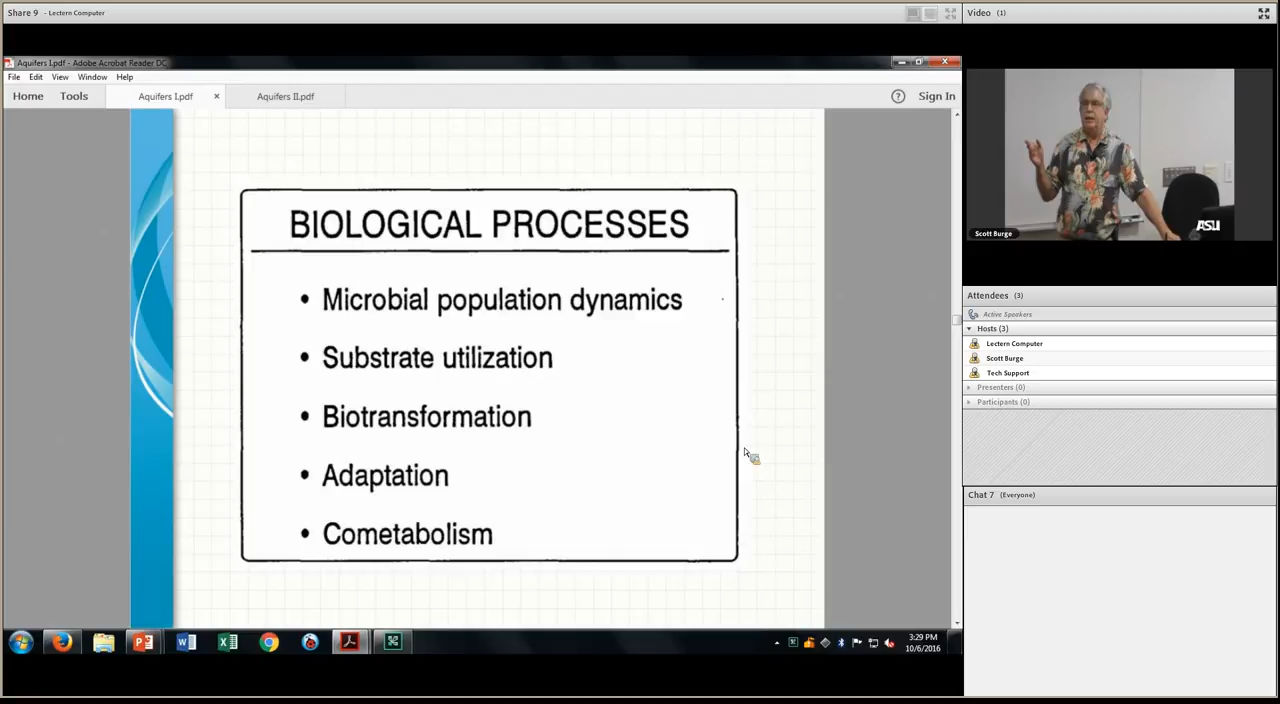 Share 9 - Lectern Computer
Video (1)
Aquifers I.pdf - Adobe Acrobat Reader DC
File Edit View Window Help
Home Tools Aquifers I.pdf × Aquifers II.pdf ? Sign In
BIOLOGICAL PROCESSES
• Microbial population dynamics
• Substrate utilization
• Biotransformation
• Adaptation
• Cometabolism
3:29 PM
10/6/2016
ASU
Scott Burge
Attendees (3)
Active Speakers
Hosts (3)
Lectern Computer
Scott Burge
Tech Support
Presenters (0)
Participants (0)
Chat 7 (Everyone)